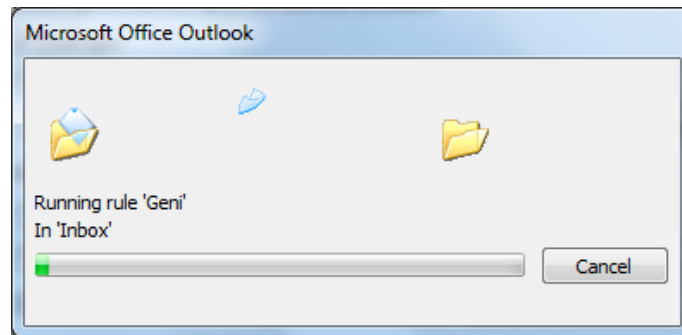 Microsoft Office Outlook
Running rule 'Geni'
In 'Inbox'
Cancel